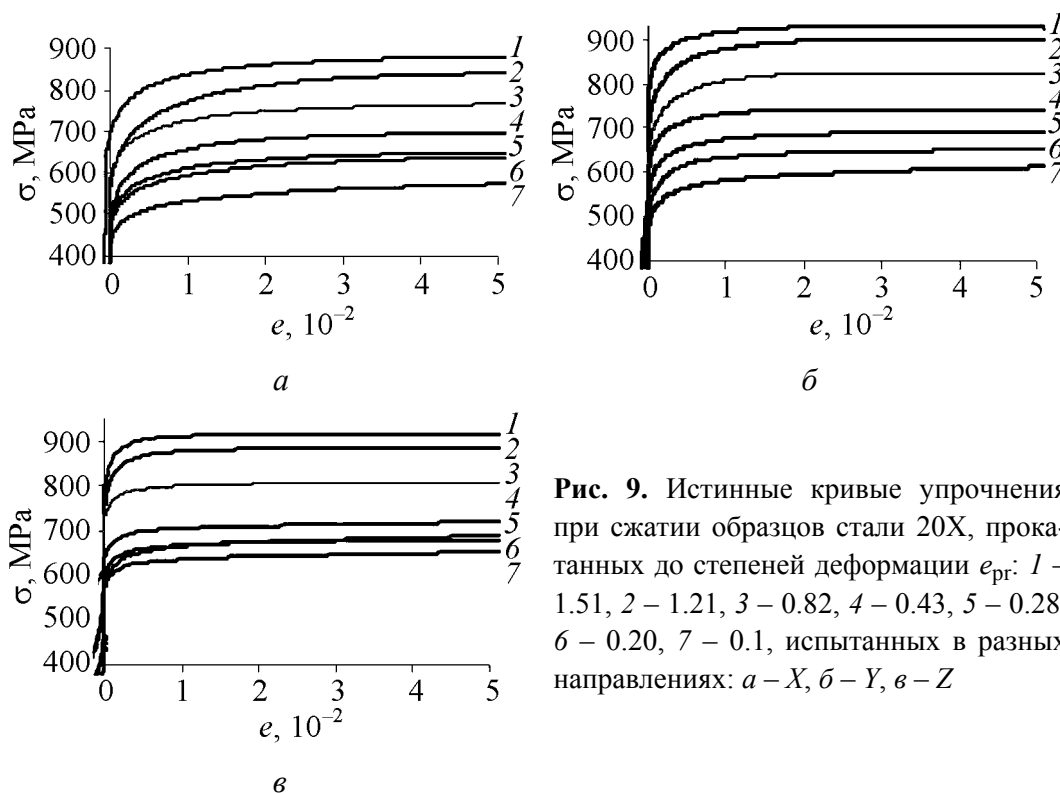 900
800
700
600
500
400
σ, MPa
1
2
3
4
5
6
7
0 1 2 3 4 5
e, 10⁻²
а
900
800
700
600
500
400
σ, MPa
1
2
3
4
5
6
7
0 1 2 3 4 5
e, 10⁻²
б
900
800
700
600
500
400
σ, MPa
1
2
3
4
5
6
7
0 1 2 3 4 5
e, 10⁻²
в
Рис. 9. Истинные кривые упрочнения
при сжатии образцов стали 20Х, прока-
танных до степеней деформации e_pr: 1 –
1.51, 2 – 1.21, 3 – 0.82, 4 – 0.43, 5 – 0.28
6 – 0.20, 7 – 0.1, испытанных в разных
направлениях: а – X, б – Y, в – Z